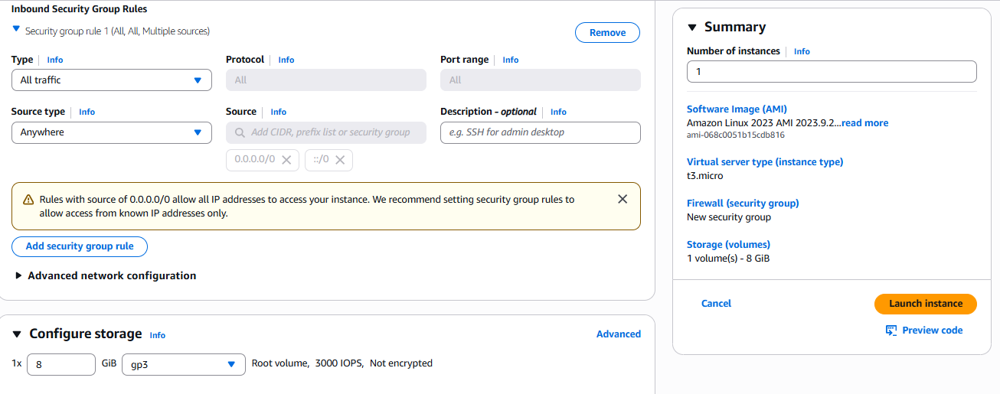 Inbound Security Group Rules
Security group rule 1 (All, All, Multiple sources)
Remove
Type Info
Protocol Info
Port range Info
All traffic
All
All
Source type Info
Source Info
Description - optional Info
Anywhere
Add CIDR, prefix list or security group
e.g. SSH for admin desktop
0.0.0.0/0
::/0
Rules with source of 0.0.0.0/0 allow all IP addresses to access your instance. We recommend setting security group rules to
allow access from known IP addresses only.
Add security group rule
Advanced network configuration
Configure storage Info
Advanced
1x 8 GiB gp3 Root volume, 3000 IOPS, Not encrypted
Summary
Number of instances Info
1
Software Image (AMI)
Amazon Linux 2023 AMI 2023.9.2...read more
ami-068c0051b15cdb816
Virtual server type (instance type)
t3.micro
Firewall (security group)
New security group
Storage (volumes)
1 volume(s) - 8 GiB
Cancel
Launch instance
Preview code